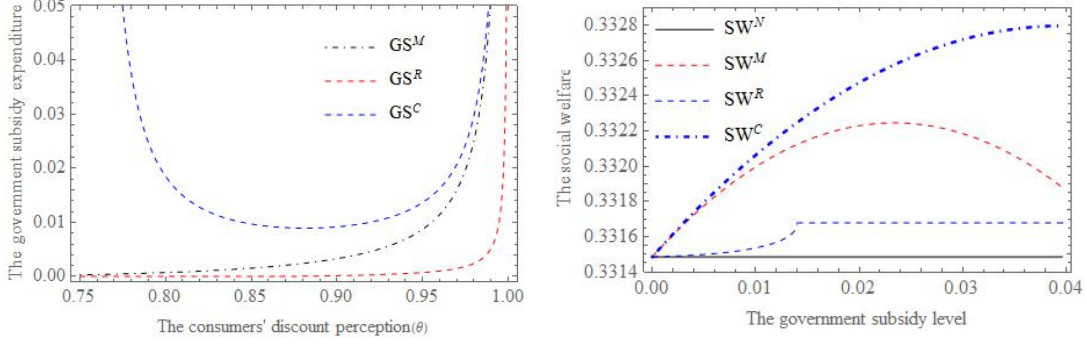 The government subsidy expenditure
0.05
0.04
0.03
0.02
0.01
0.00
GS^M
GS^R
GS^C
0.75 0.80 0.85 0.90 0.95 1.00
The consumers' discount perception(θ)
The social welfare
0.3328
0.3326
0.3324
0.3322
0.3320
0.3318
0.3316
0.3314
SW^N
SW^M
SW^R
SW^C
0.00 0.01 0.02 0.03 0.04
The government subsidy level